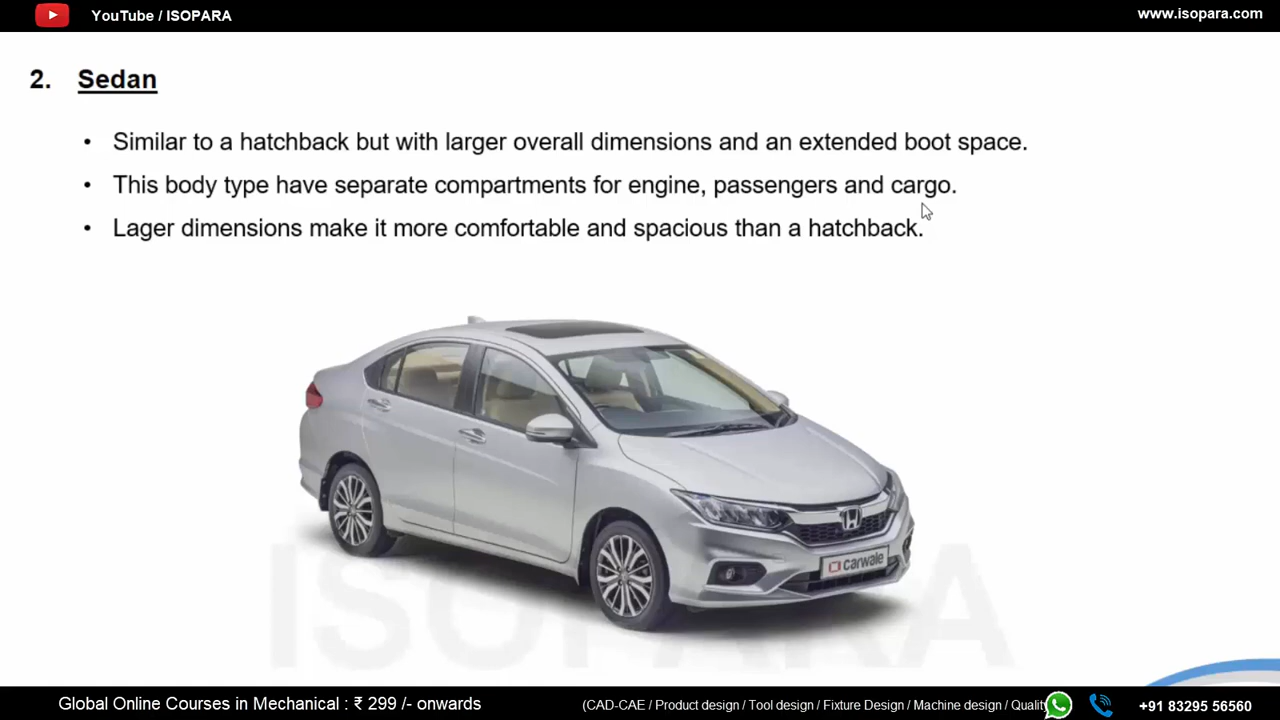 YouTube / ISOPARA
www.isopara.com
2. Sedan
• Similar to a hatchback but with larger overall dimensions and an extended boot space.
• This body type have separate compartments for engine, passengers and cargo.
• Lager dimensions make it more comfortable and spacious than a hatchback.
carwale
ISOPARA
Global Online Courses in Mechanical : ₹ 299 /- onwards
(CAD-CAE / Product design / Tool design / Fixture Design / Machine design / Quality
+91 83295 56560